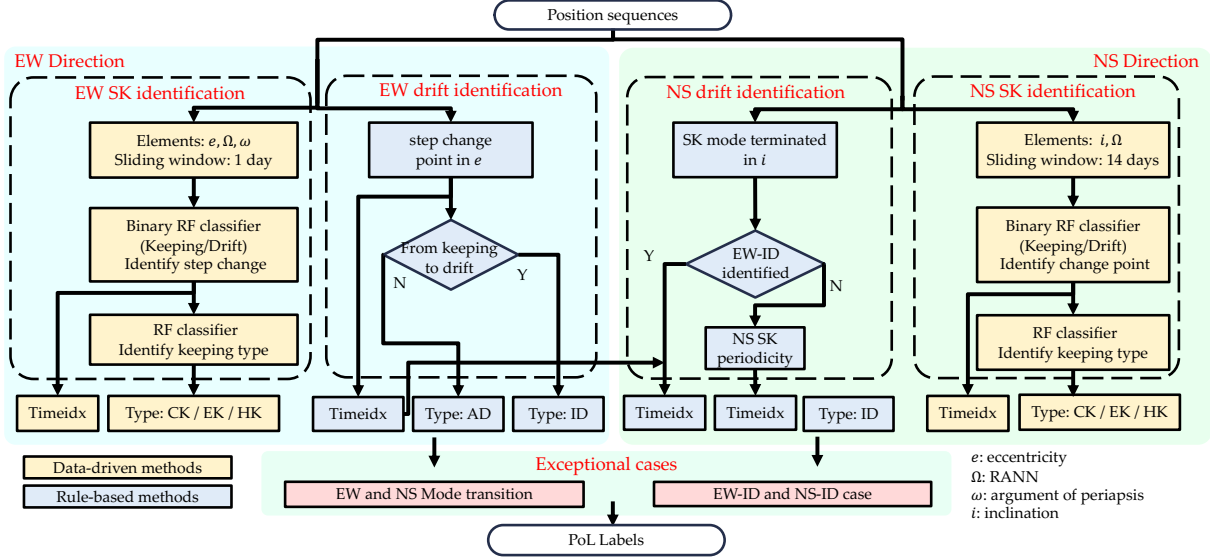 Position sequences
EW Direction
NS Direction
EW SK identification
EW drift identification
NS drift identification
NS SK identification
Elements: e, Ω, ω
Sliding window: 1 day
step change
point in e
SK mode terminated
in i
Elements: i, Ω
Sliding window: 14 days
Binary RF classifier
(Keeping/Drift)
Identify step change
From keeping
to drift
N
Y
Y
EW-ID
identified
N
Binary RF classifier
(Keeping/Drift)
Identify change point
RF classifier
Identify keeping type
NS SK
periodicity
RF classifier
Identify keeping type
Timeidx
Type: CK / EK / HK
Timeidx
Type: AD
Type: ID
Timeidx
Timeidx
Type: ID
Timeidx
Type: CK / EK / HK
Data-driven methods
Rule-based methods
Exceptional cases
EW and NS Mode transition
EW-ID and NS-ID case
e: eccentricity
Ω: RANN
ω: argument of periapsis
i: inclination
PoL Labels